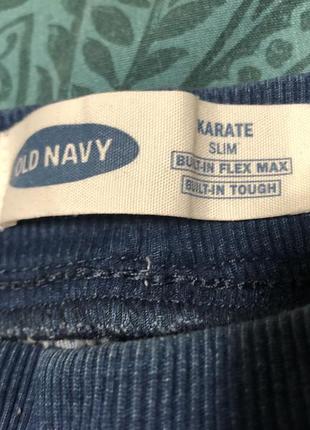 OLD NAVY
KARATE
SLIM
BUILT-IN FLEX MAX
BUILT-IN TOUGH